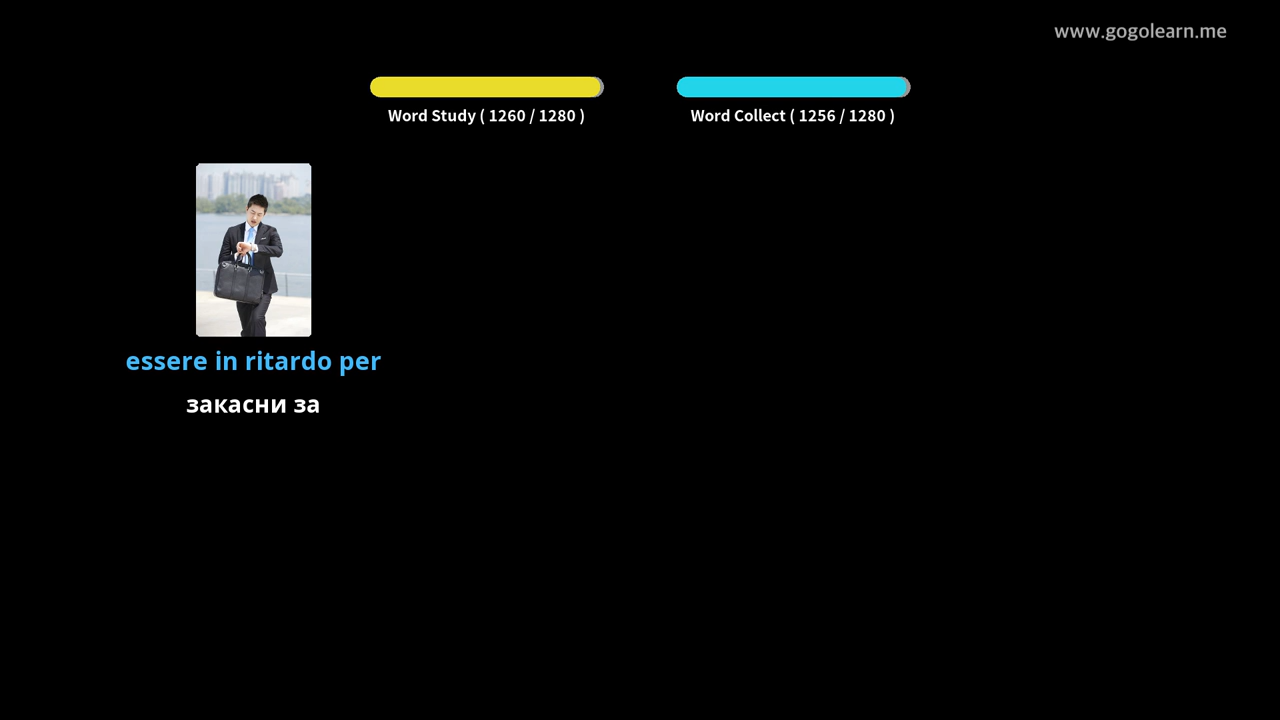 www.gogolearn.me
Word Study ( 1260 / 1280 )
Word Collect ( 1256 / 1280 )
essere in ritardo per
закасни за